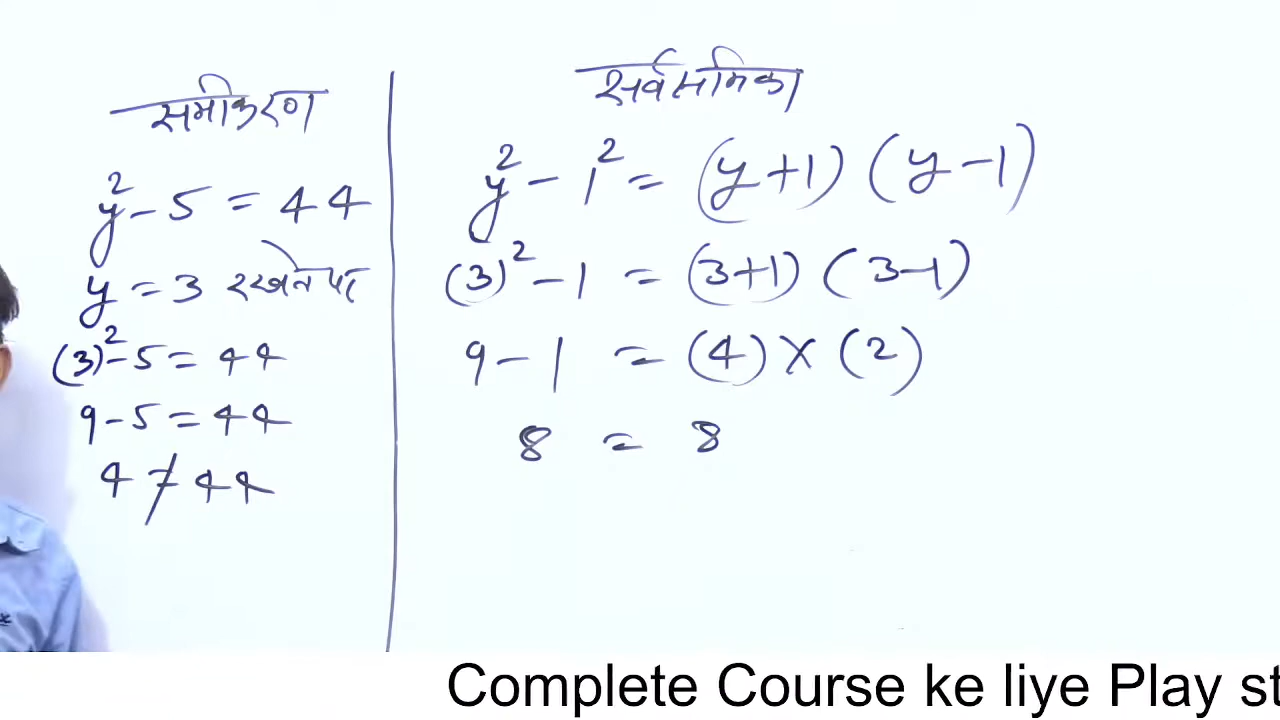 समीकरण
y² - 5 = 44
y = 3 रखने पर
(3)² - 5 = 44
9 - 5 = 44
4 ≠ 44
सर्वसमिका
y² - 1² = (y+1) (y-1)
(3)² - 1 = (3+1) (3-1)
9 - 1 = (4) × (2)
8 = 8
Complete Course ke liye Play st